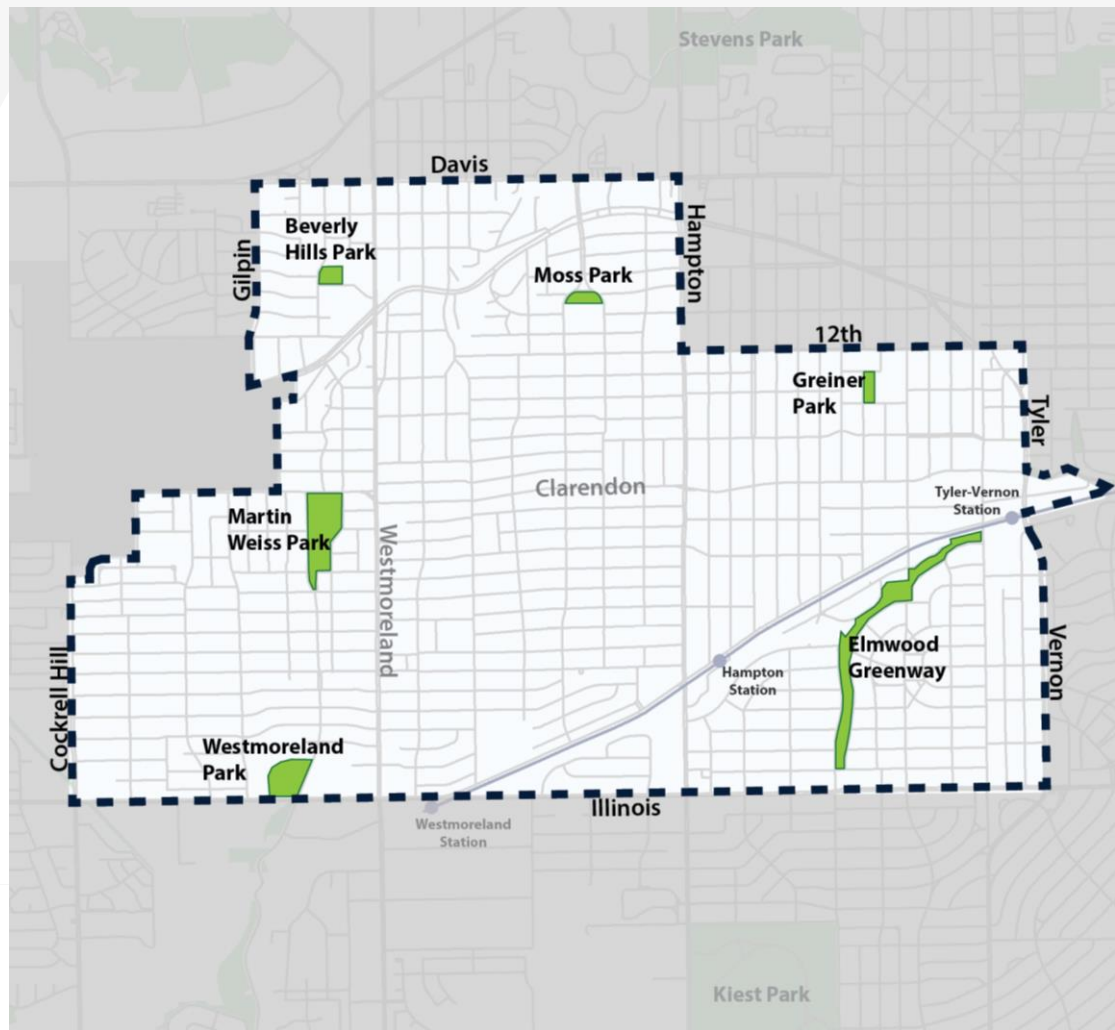 Stevens Park
Davis
Beverly
Hills Park
Gilpin
Hampton
Moss Park
12th
Greiner
Park
Tyler
Clarendon
Tyler-Vernon
Station
Martin
Weiss Park
Westmoreland
Elmwood
Greenway
Vernon
Cockrell Hill
Hampton
Station
Westmoreland
Park
Illinois
Westmoreland
Station
Kiest Park